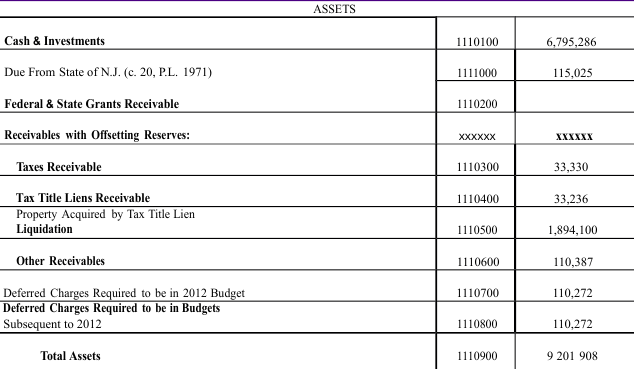 ASSETS
Cash & Investments 1110100 6,795,286
Due From State of N.J. (c. 20, P.L. 1971) 1111000 115,025
Federal & State Grants Receivable 1110200
Receivables with Offsetting Reserves: xxxxxx xxxxxx
Taxes Receivable 1110300 33,330
Tax Title Liens Receivable 1110400 33,236
Property Acquired by Tax Title Lien
Liquidation 1110500 1,894,100
Other Receivables 1110600 110,387
Deferred Charges Required to be in 2012 Budget 1110700 110,272
Deferred Charges Required to be in Budgets
Subsequent to 2012 1110800 110,272
Total Assets 1110900 9 201 908